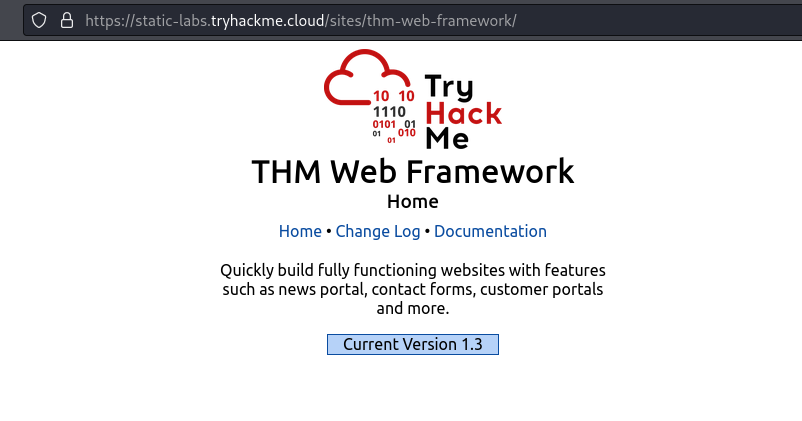 https://static-labs.tryhackme.cloud/sites/thm-web-framework/
10 10
1110
0101 01
01 010
01
Try
Hack
Me
THM Web Framework
Home
Home • Change Log • Documentation
Quickly build fully functioning websites with features
such as news portal, contact forms, customer portals
and more.
Current Version 1.3